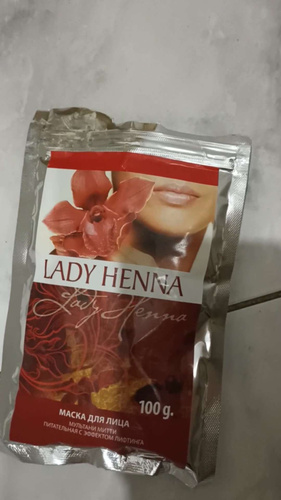 LADY HENNA
Lady Henna
МАСКА ДЛЯ ЛИЦА
100 g.
МУЛЬТАНИ МИТТИ
ПИТАТЕЛЬНАЯ С ЭФФЕКТОМ ЛИФТИНГА